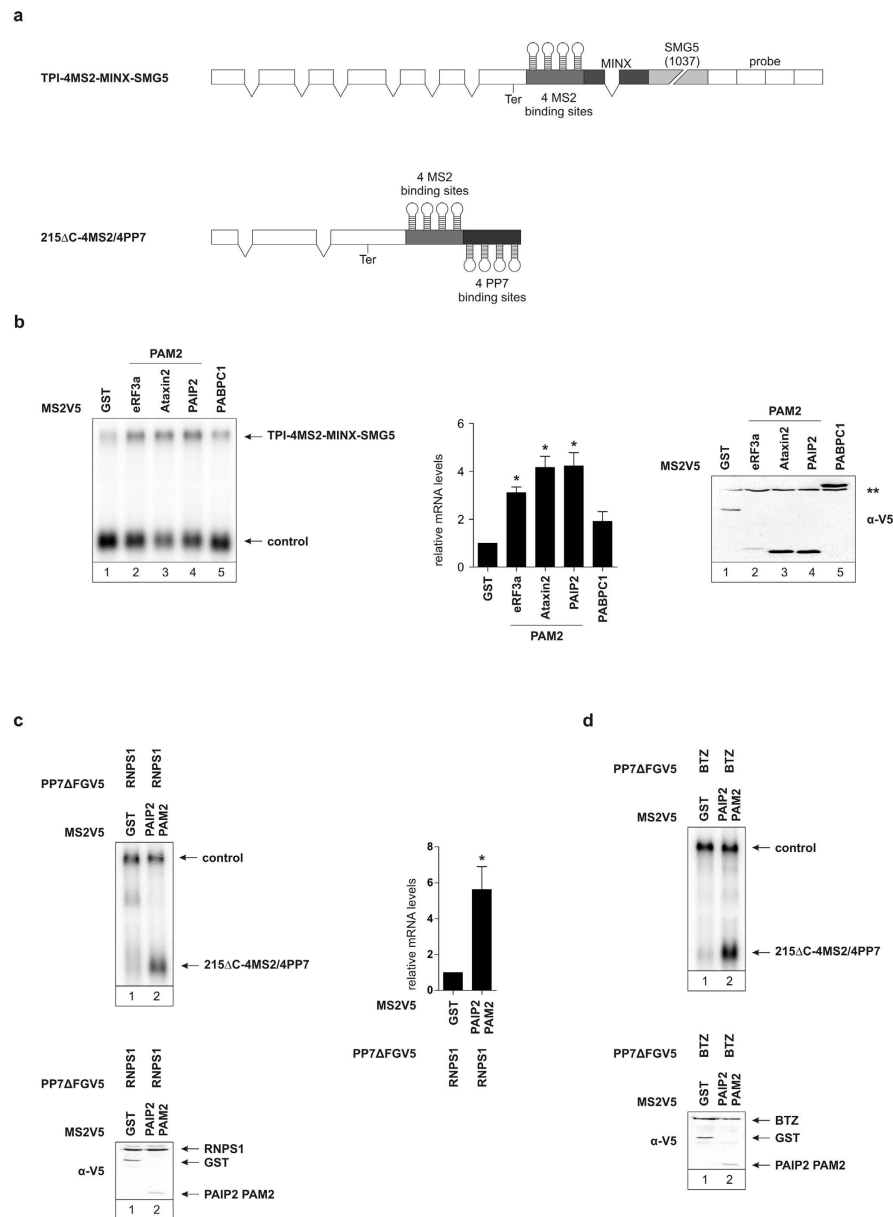 a
TPI-4MS2-MINX-SMG5
MINX
SMG5
(1037)
probe
Ter
4 MS2
binding sites
4 MS2
binding sites
215ΔC-4MS2/4PP7
Ter
4 PP7
binding sites
b
PAM2
MS2V5
GST
eRF3a
Ataxin2
PAIP2
PABPC1
TPI-4MS2-MINX-SMG5
control
1 2 3 4 5
relative mRNA levels
6
4
2
0
* * *
GST
eRF3a
Ataxin2
PAIP2
PABPC1
PAM2
PAM2
MS2V5
GST
eRF3a
Ataxin2
PAIP2
PABPC1
**
α-V5
1 2 3 4 5
c
PP7ΔFGV5
RNPS1
RNPS1
MS2V5
GST
PAIP2
PAM2
control
215ΔC-4MS2/4PP7
1 2
relative mRNA levels
8
6
4
2
0
*
MS2V5
GST
PAIP2
PAM2
PP7ΔFGV5
RNPS1
RNPS1
PP7ΔFGV5
RNPS1
RNPS1
MS2V5
GST
PAIP2
PAM2
α-V5
RNPS1
GST
PAIP2 PAM2
1 2
d
PP7ΔFGV5
BTZ
BTZ
MS2V5
GST
PAIP2
PAM2
control
215ΔC-4MS2/4PP7
1 2
PP7ΔFGV5
BTZ
BTZ
MS2V5
GST
PAIP2
PAM2
α-V5
BTZ
GST
PAIP2 PAM2
1 2